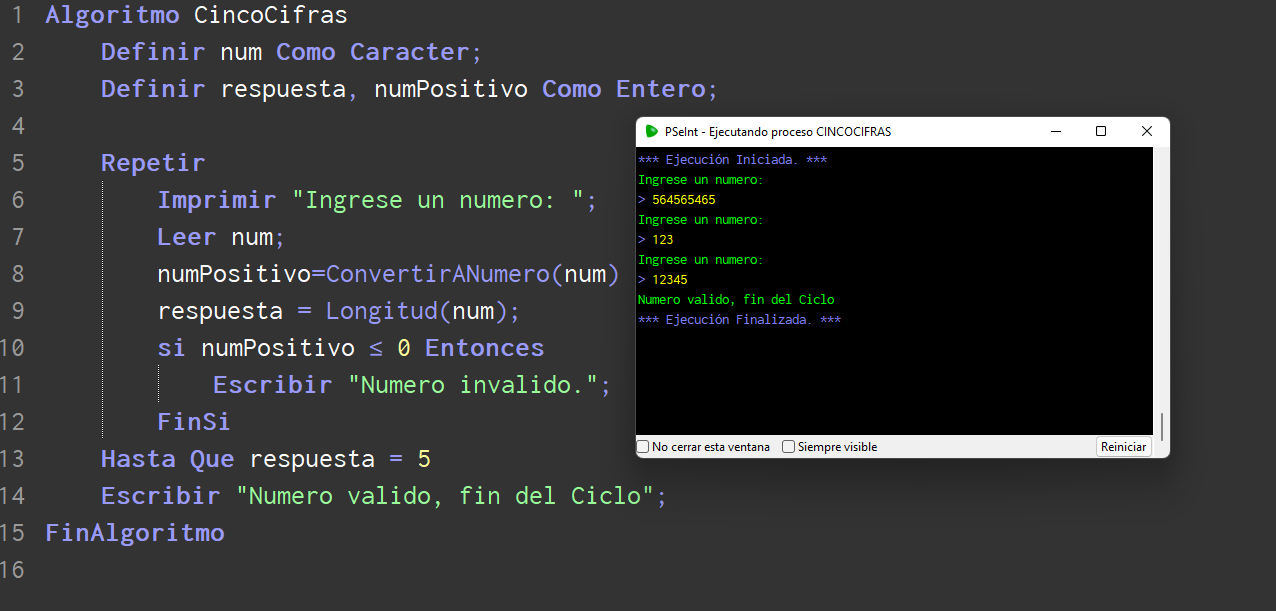 1 Algoritmo CincoCifras
2 Definir num Como Caracter;
3 Definir respuesta, numPositivo Como Entero;
4
5 Repetir
6 Imprimir "Ingrese un numero: ";
7 Leer num;
8 numPositivo=ConvertirANumero(num)
9 respuesta = Longitud(num);
10 si numPositivo ≤ 0 Entonces
11 Escribir "Numero invalido.";
12 FinSi
13 Hasta Que respuesta = 5
14 Escribir "Numero valido, fin del Ciclo";
15 FinAlgoritmo
16
PSeInt - Ejecutando proceso CINCOCIFRAS
*** Ejecución Iniciada. ***
Ingrese un numero:
> 564565465
Ingrese un numero:
> 123
Ingrese un numero:
> 12345
Numero valido, fin del Ciclo
*** Ejecución Finalizada. ***
No cerrar esta ventana Siempre visible Reiniciar